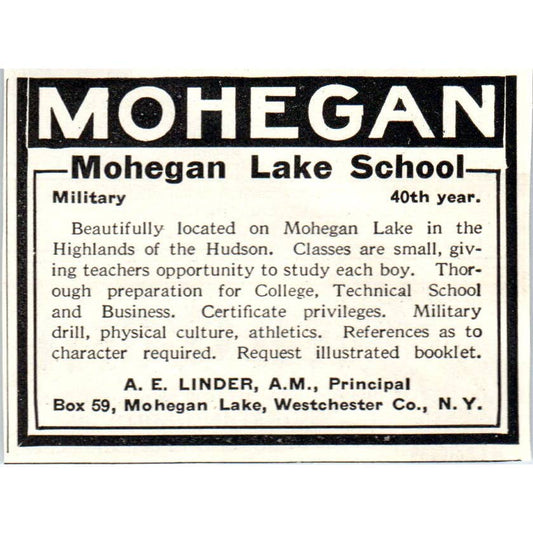 MOHEGAN
Mohegan Lake School
Military 40th year.
Beautifully located on Mohegan Lake in the
Highlands of the Hudson. Classes are small, giv-
ing teachers opportunity to study each boy. Thor-
ough preparation for College, Technical School
and Business. Certificate privileges. Military
drill, physical culture, athletics. References as to
character required. Request illustrated booklet.
A. E. LINDER, A.M., Principal
Box 59, Mohegan Lake, Westchester Co., N. Y.